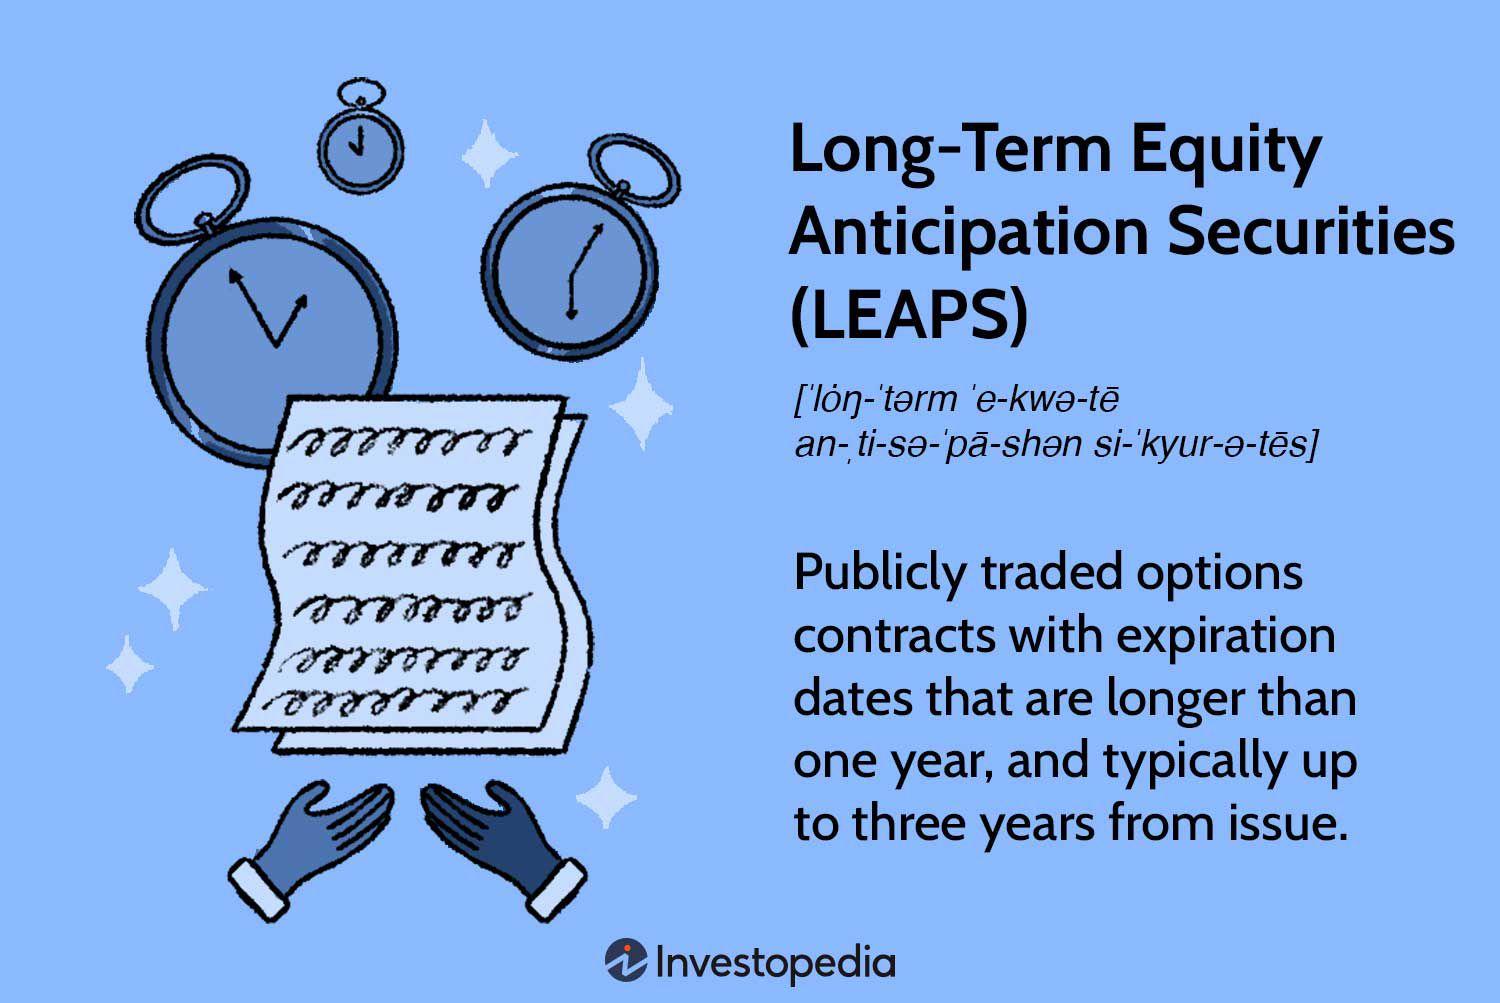 Long-Term Equity
Anticipation Securities
(LEAPS)
[ˈlȯŋ-ˈtərm ˈe-kwə-tē
an-ˌti-sə-ˈpā-shən si-ˈkyur-ə-tēs]
Publicly traded options
contracts with expiration
dates that are longer than
one year, and typically up
to three years from issue.
Investopedia